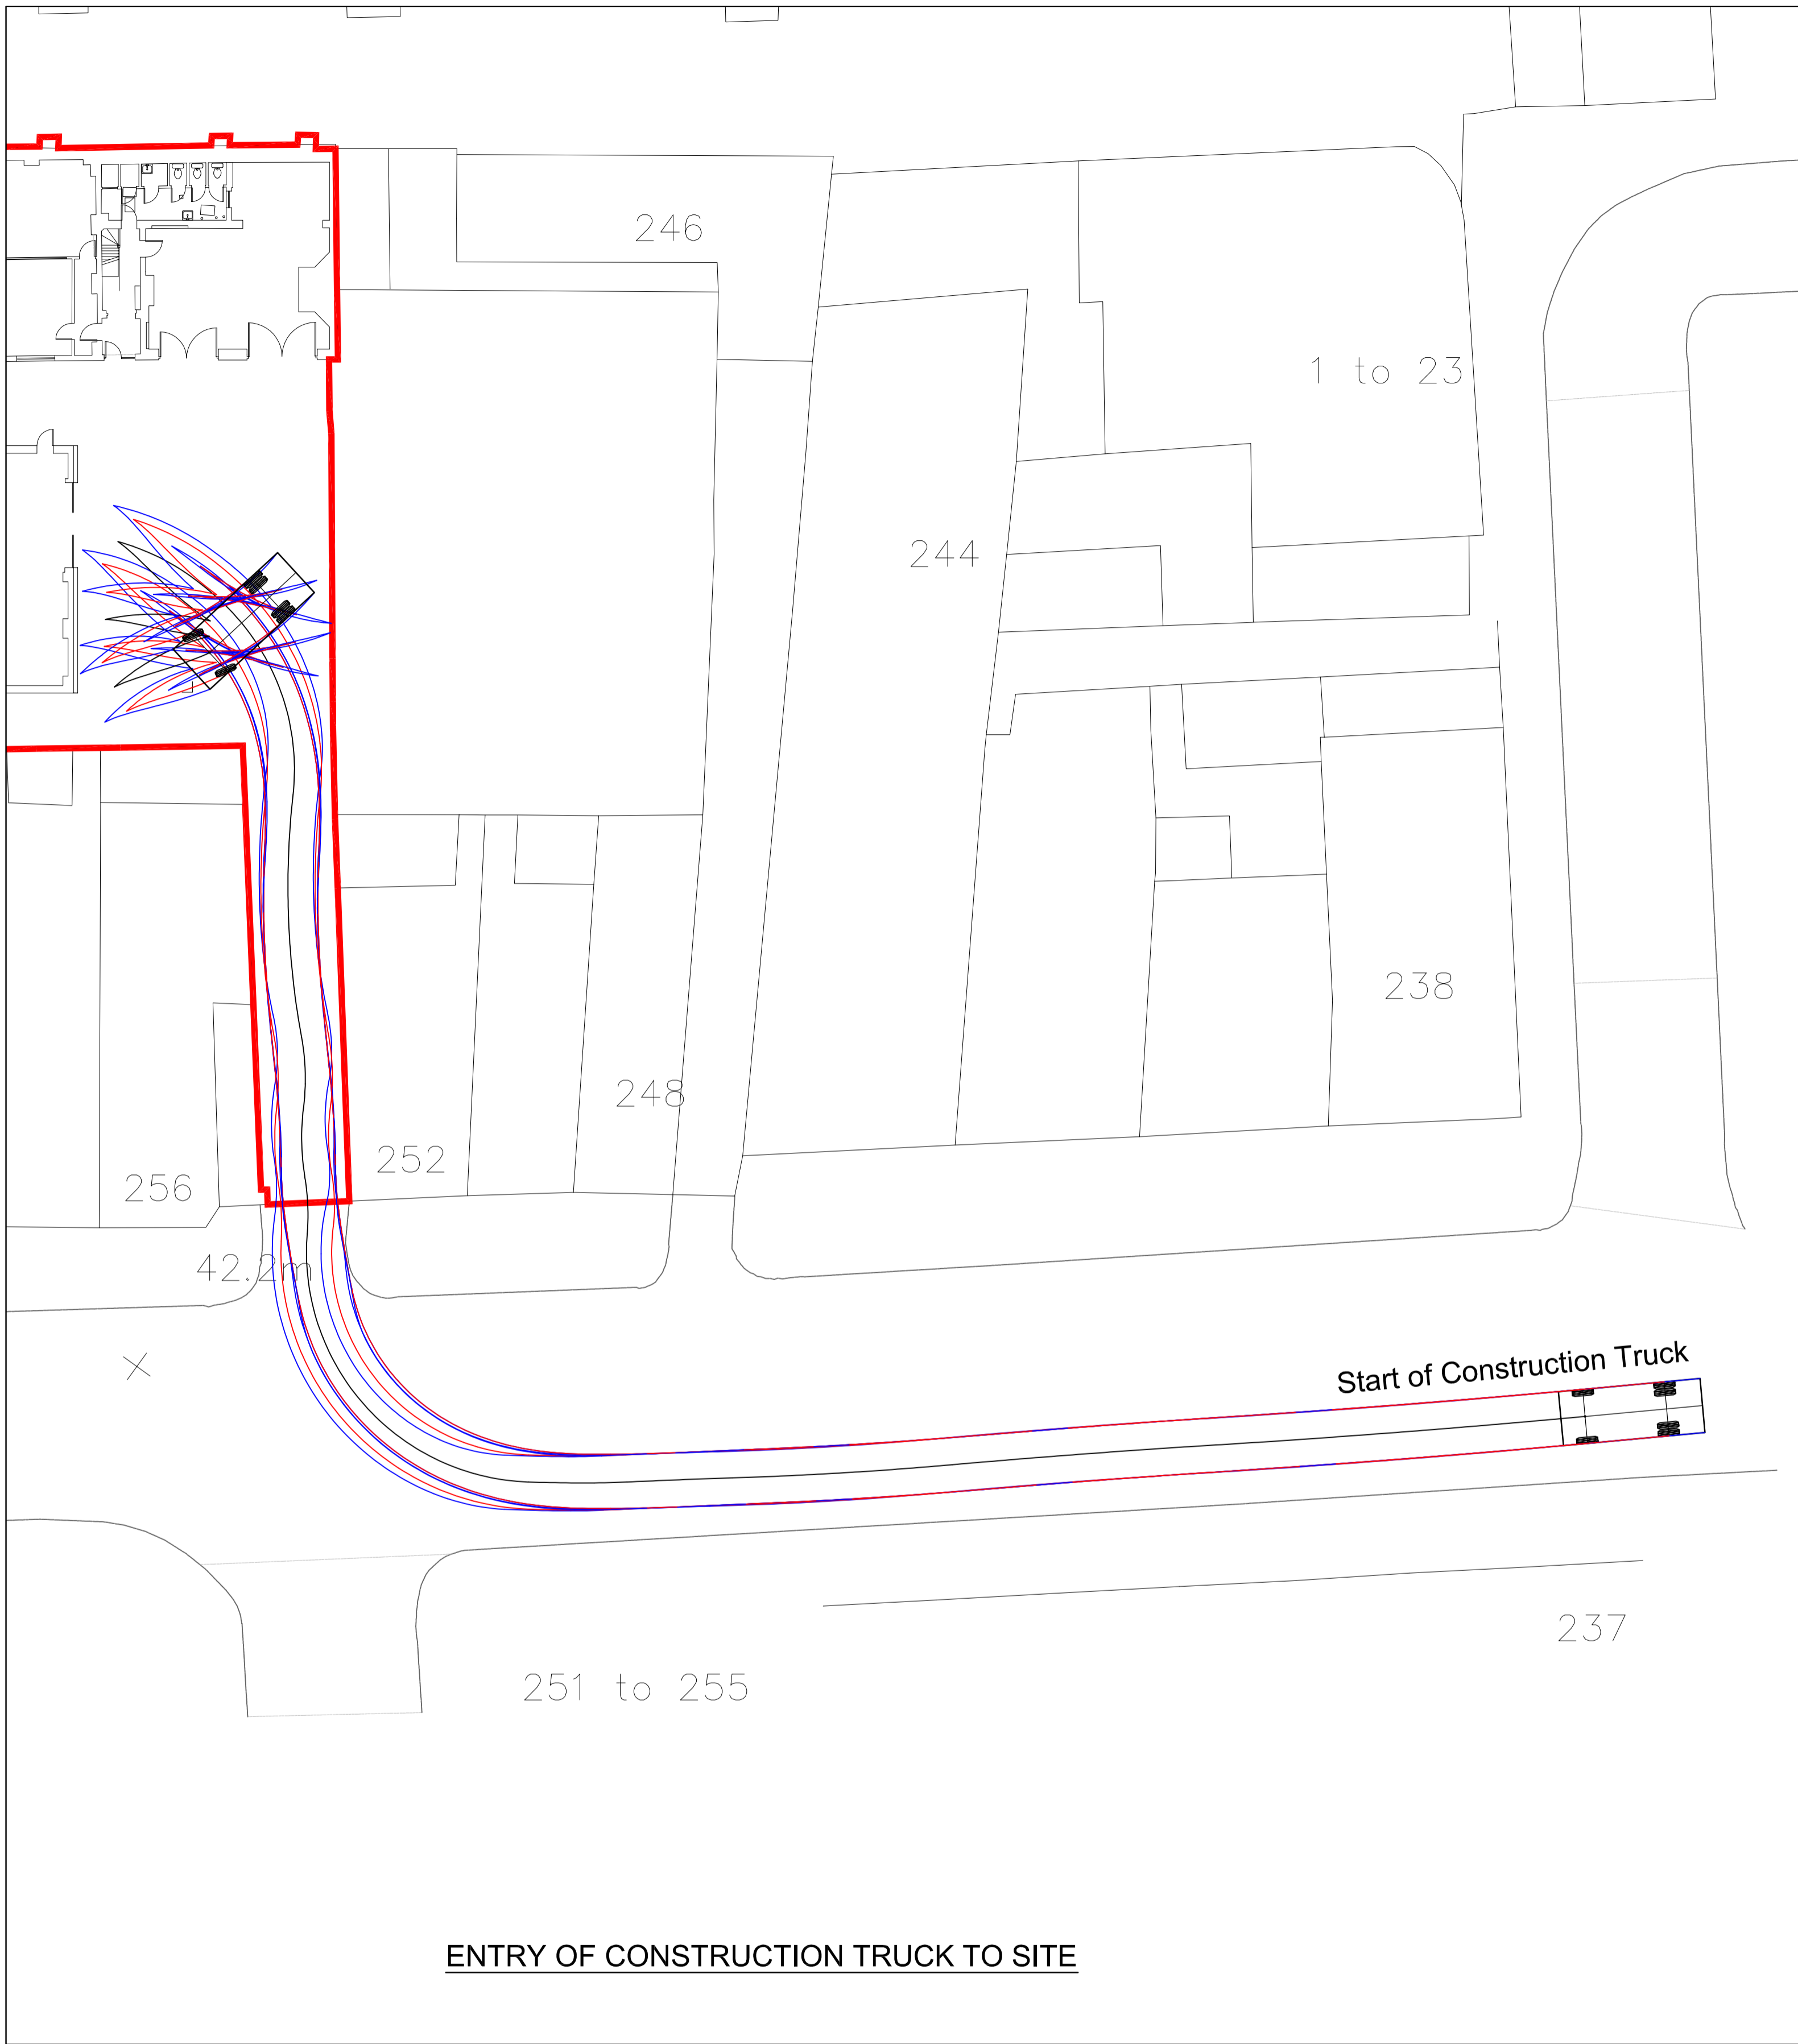 246
1 to 23
244
238
248
252
256
42.2m
Start of Construction Truck
237
251 to 255
ENTRY OF CONSTRUCTION TRUCK TO SITE